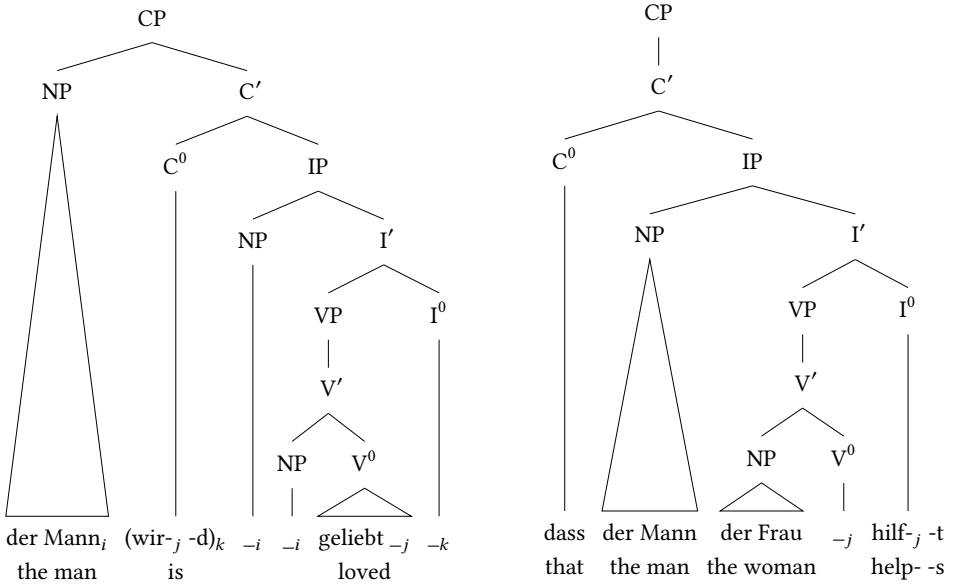 CP
NP C′
C⁰ IP
NP I′
VP I⁰
V′
NP V⁰
der Mannᵢ (wir-ⱼ -d)ₖ _ᵢ _ᵢ geliebt _ⱼ _ₖ
the man is loved
CP
C′
C⁰ IP
NP I′
VP I⁰
V′
NP V⁰
dass der Mann der Frau _ⱼ hilf-ⱼ -t
that the man the woman help- -s